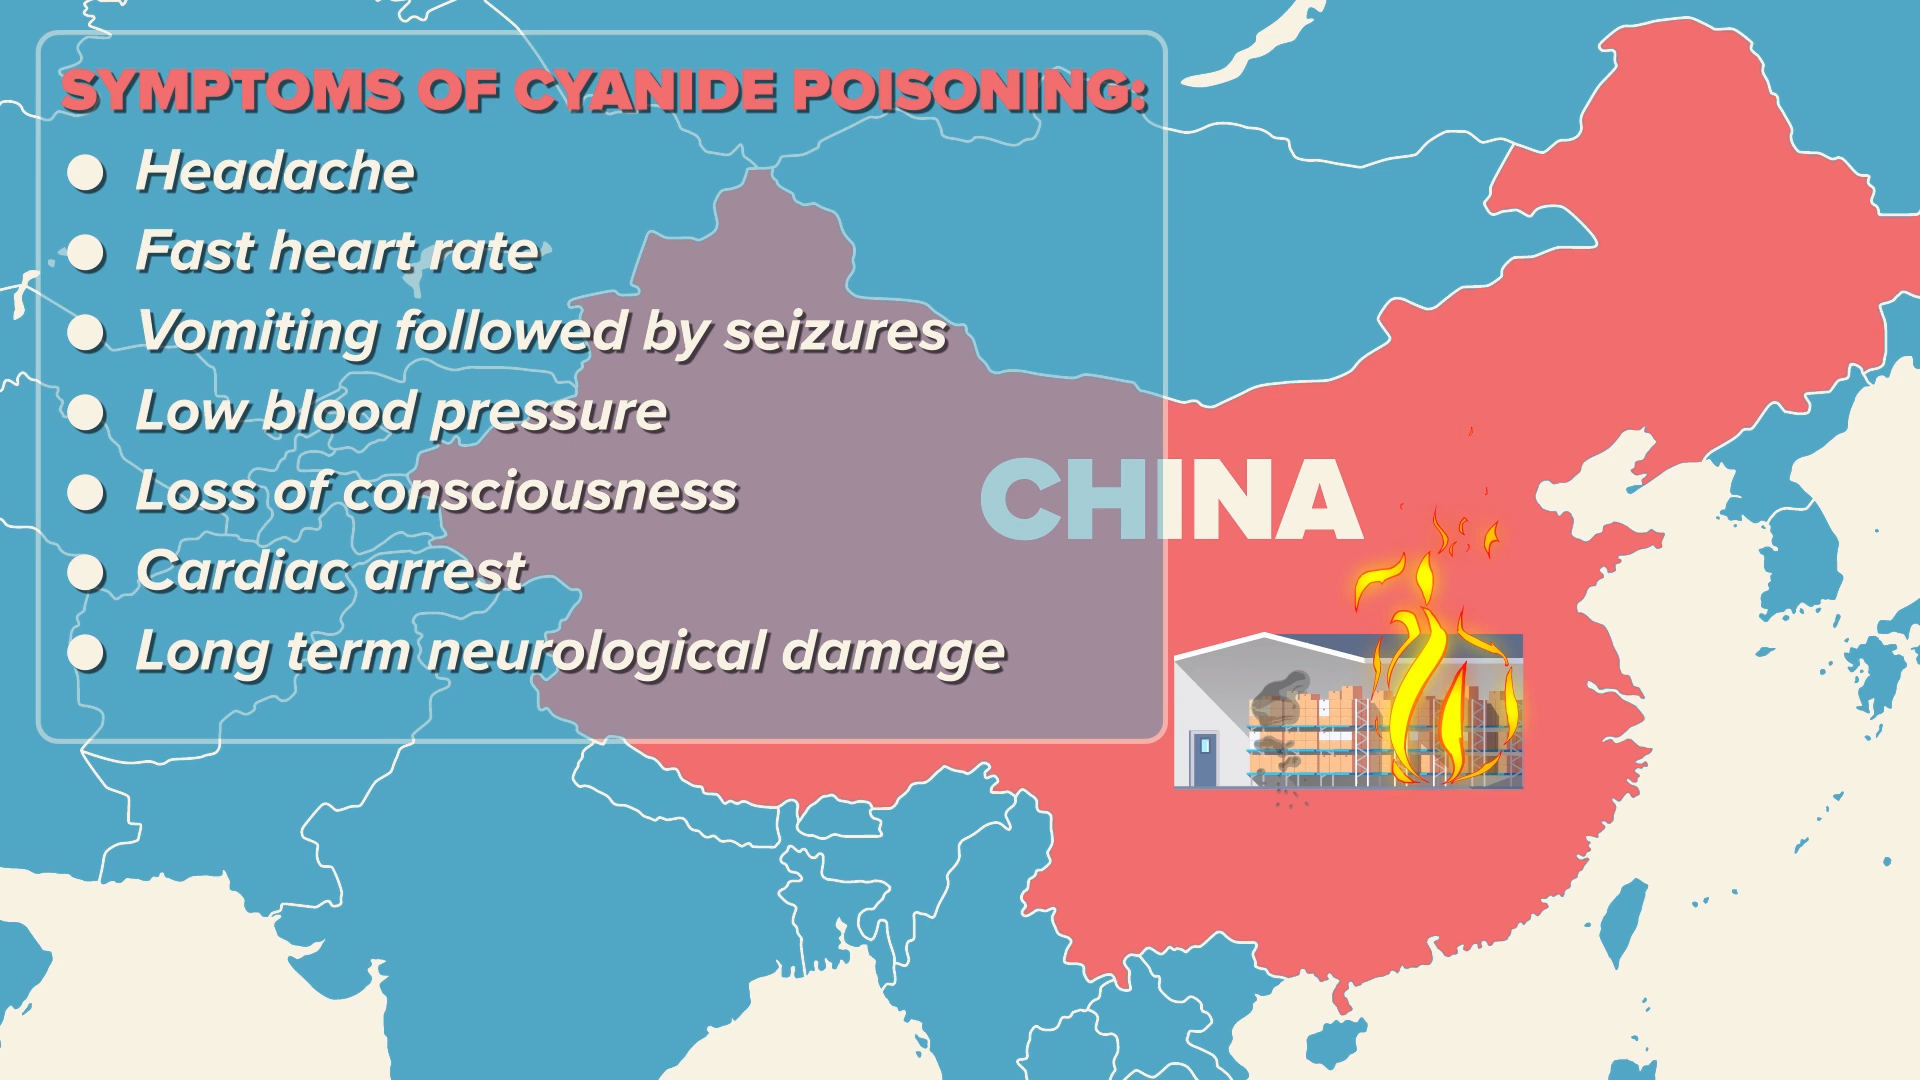 SYMPTOMS OF CYANIDE POISONING:
● Headache
● Fast heart rate
● Vomiting followed by seizures
● Low blood pressure
● Loss of consciousness
● Cardiac arrest
● Long term neurological damage
CHINA